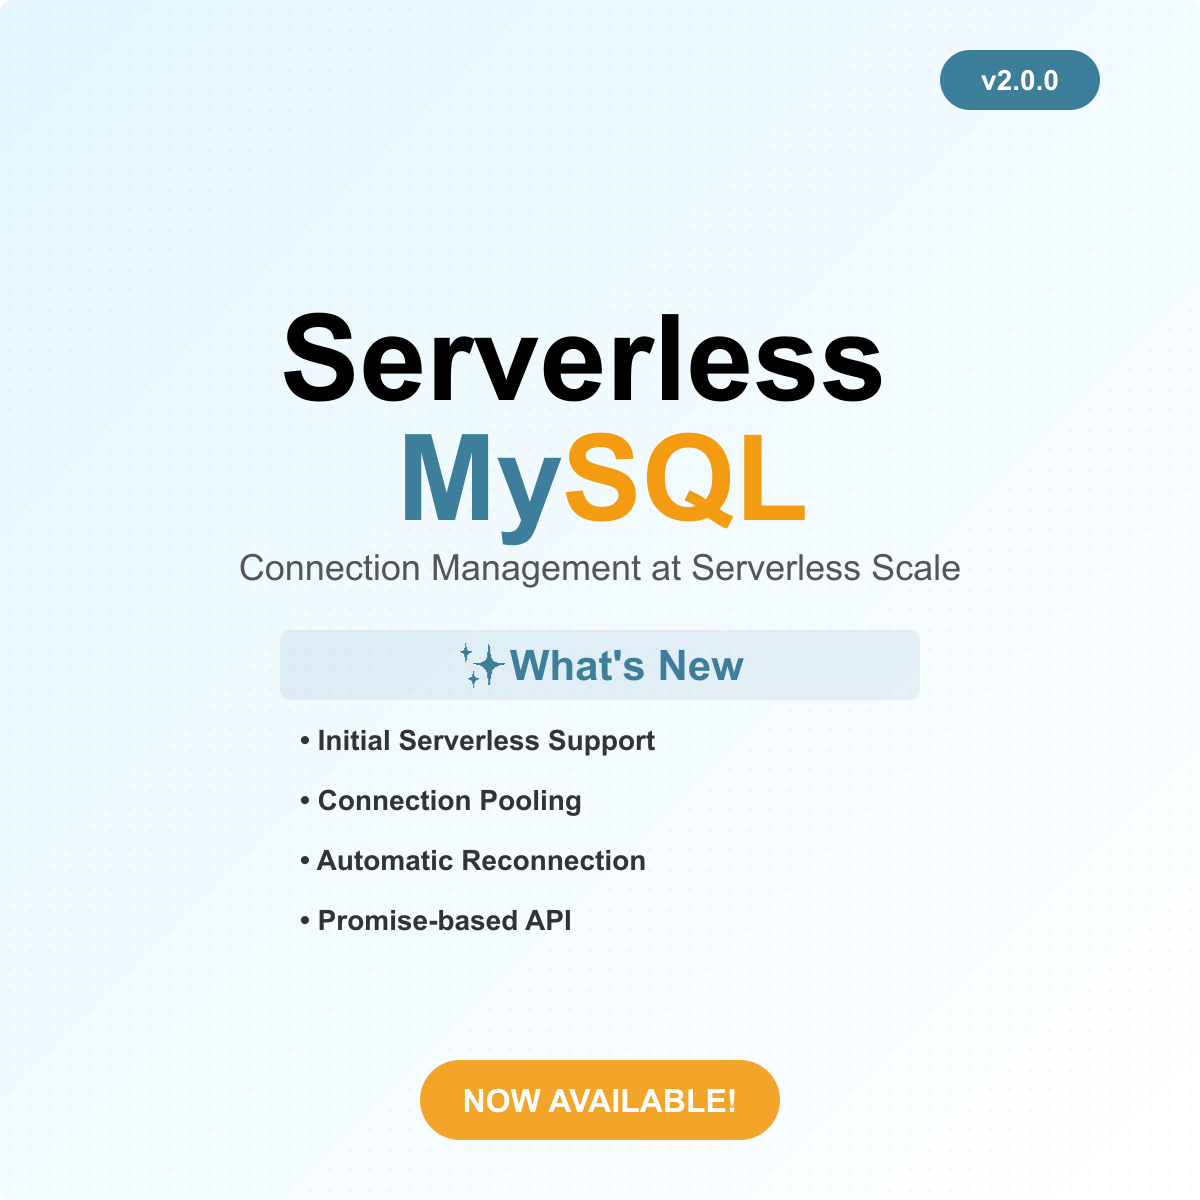 v2.0.0
Serverless
MySQL
Connection Management at Serverless Scale
✨What's New
• Initial Serverless Support
• Connection Pooling
• Automatic Reconnection
• Promise-based API
NOW AVAILABLE!